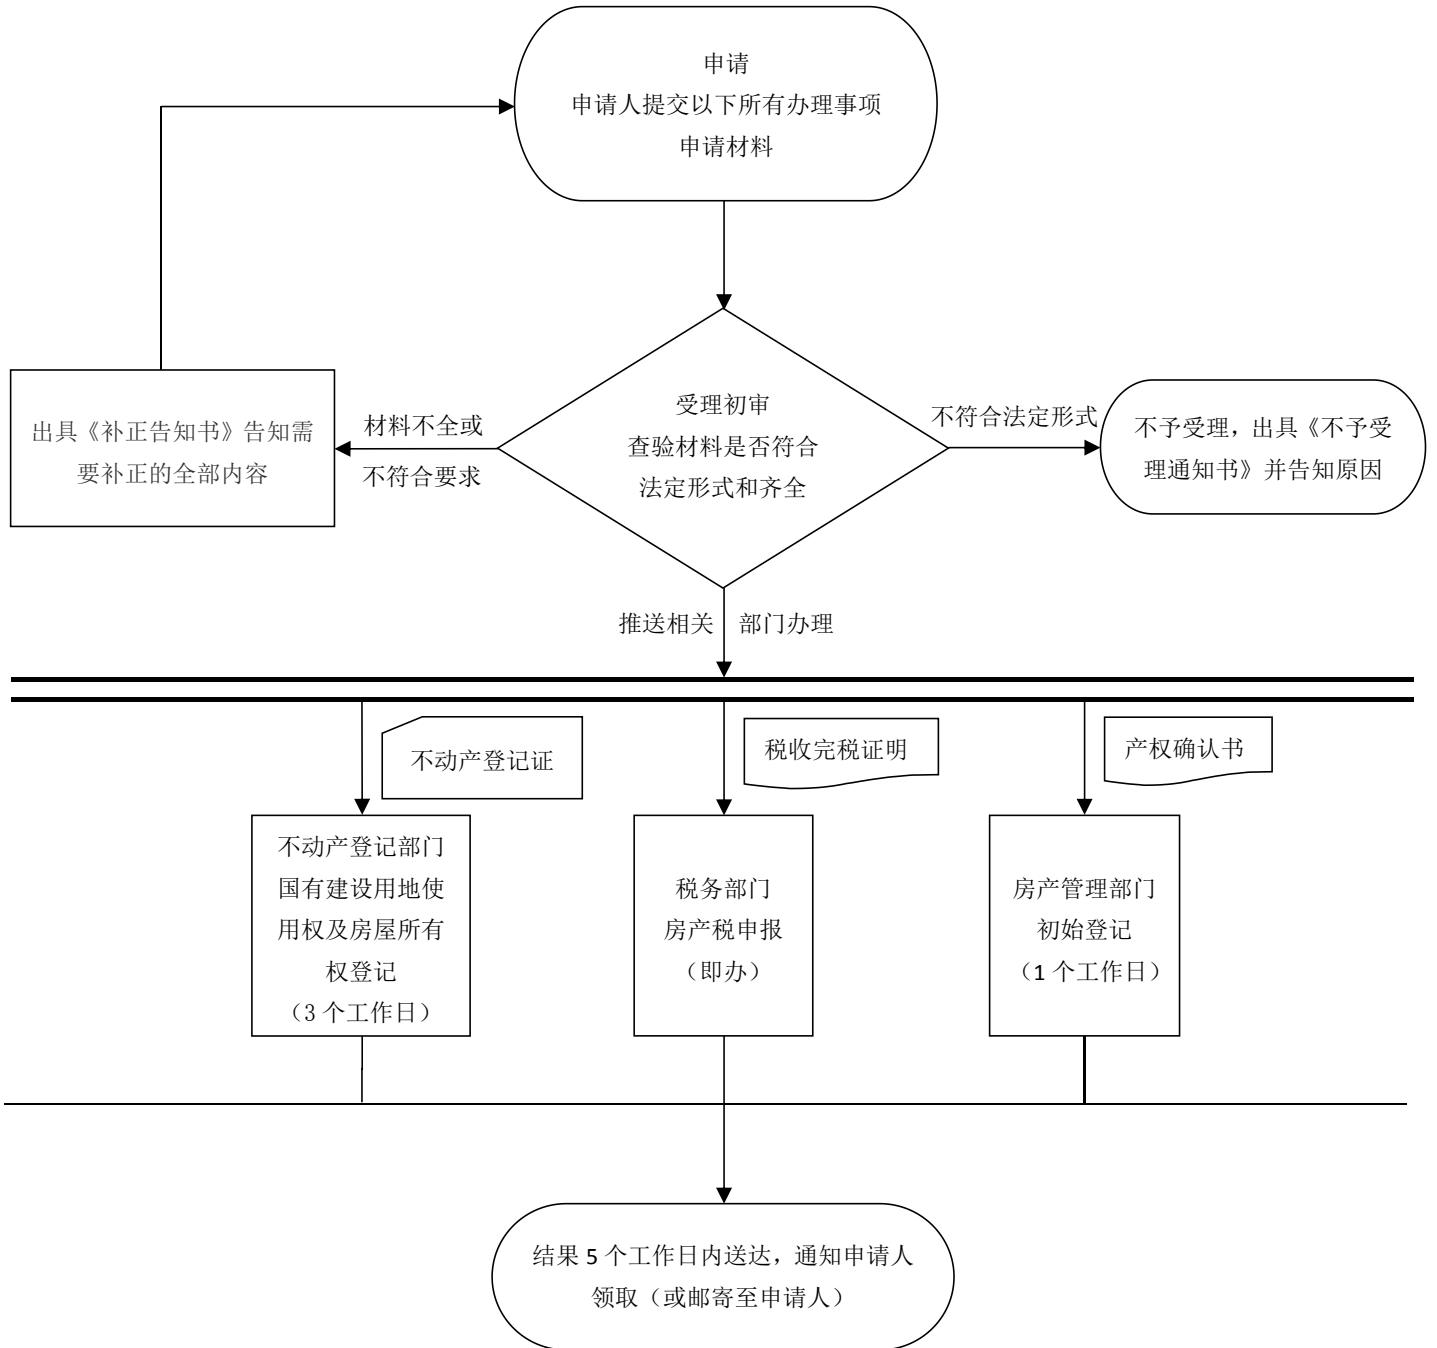 申请
申请人提交以下所有办理事项
申请材料
出具《补正告知书》告知需
要补正的全部内容
材料不全或
不符合要求
受理初审
查验材料是否符合
法定形式和齐全
不符合法定形式
不予受理，出具《不予受
理通知书》并告知原因
推送相关 部门办理
不动产登记证
税收完税证明
产权确认书
不动产登记部门
国有建设用地使
用权及房屋所有
权登记
（3 个工作日）
税务部门
房产税申报
（即办）
房产管理部门
初始登记
（1 个工作日）
结果 5 个工作日内送达，通知申请人
领取（或邮寄至申请人）